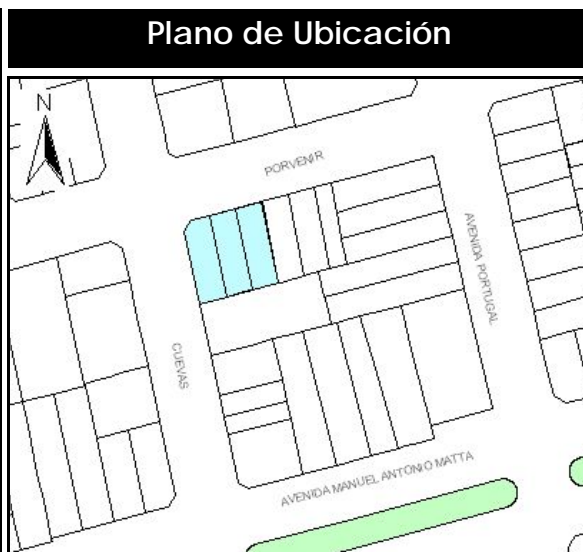 Plano de Ubicación
N
PORVENIR
AVENIDA PORTUGAL
CUEVAS
AVENIDA MANUEL ANTONIO MATTA